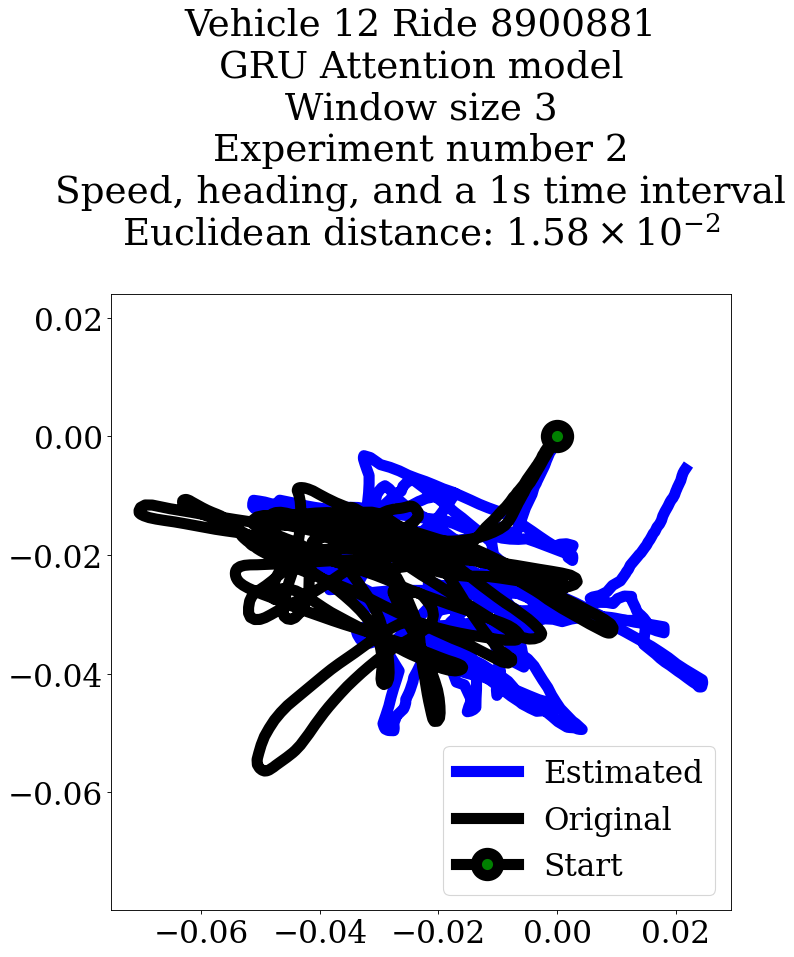 Vehicle 12 Ride 8900881
GRU Attention model
Window size 3
Experiment number 2
Speed, heading, and a 1s time interval
Euclidean distance: 1.58 × 10⁻²
0.02
0.00
−0.02
−0.04
−0.06
Estimated
Original
Start
−0.06 −0.04 −0.02 0.00 0.02